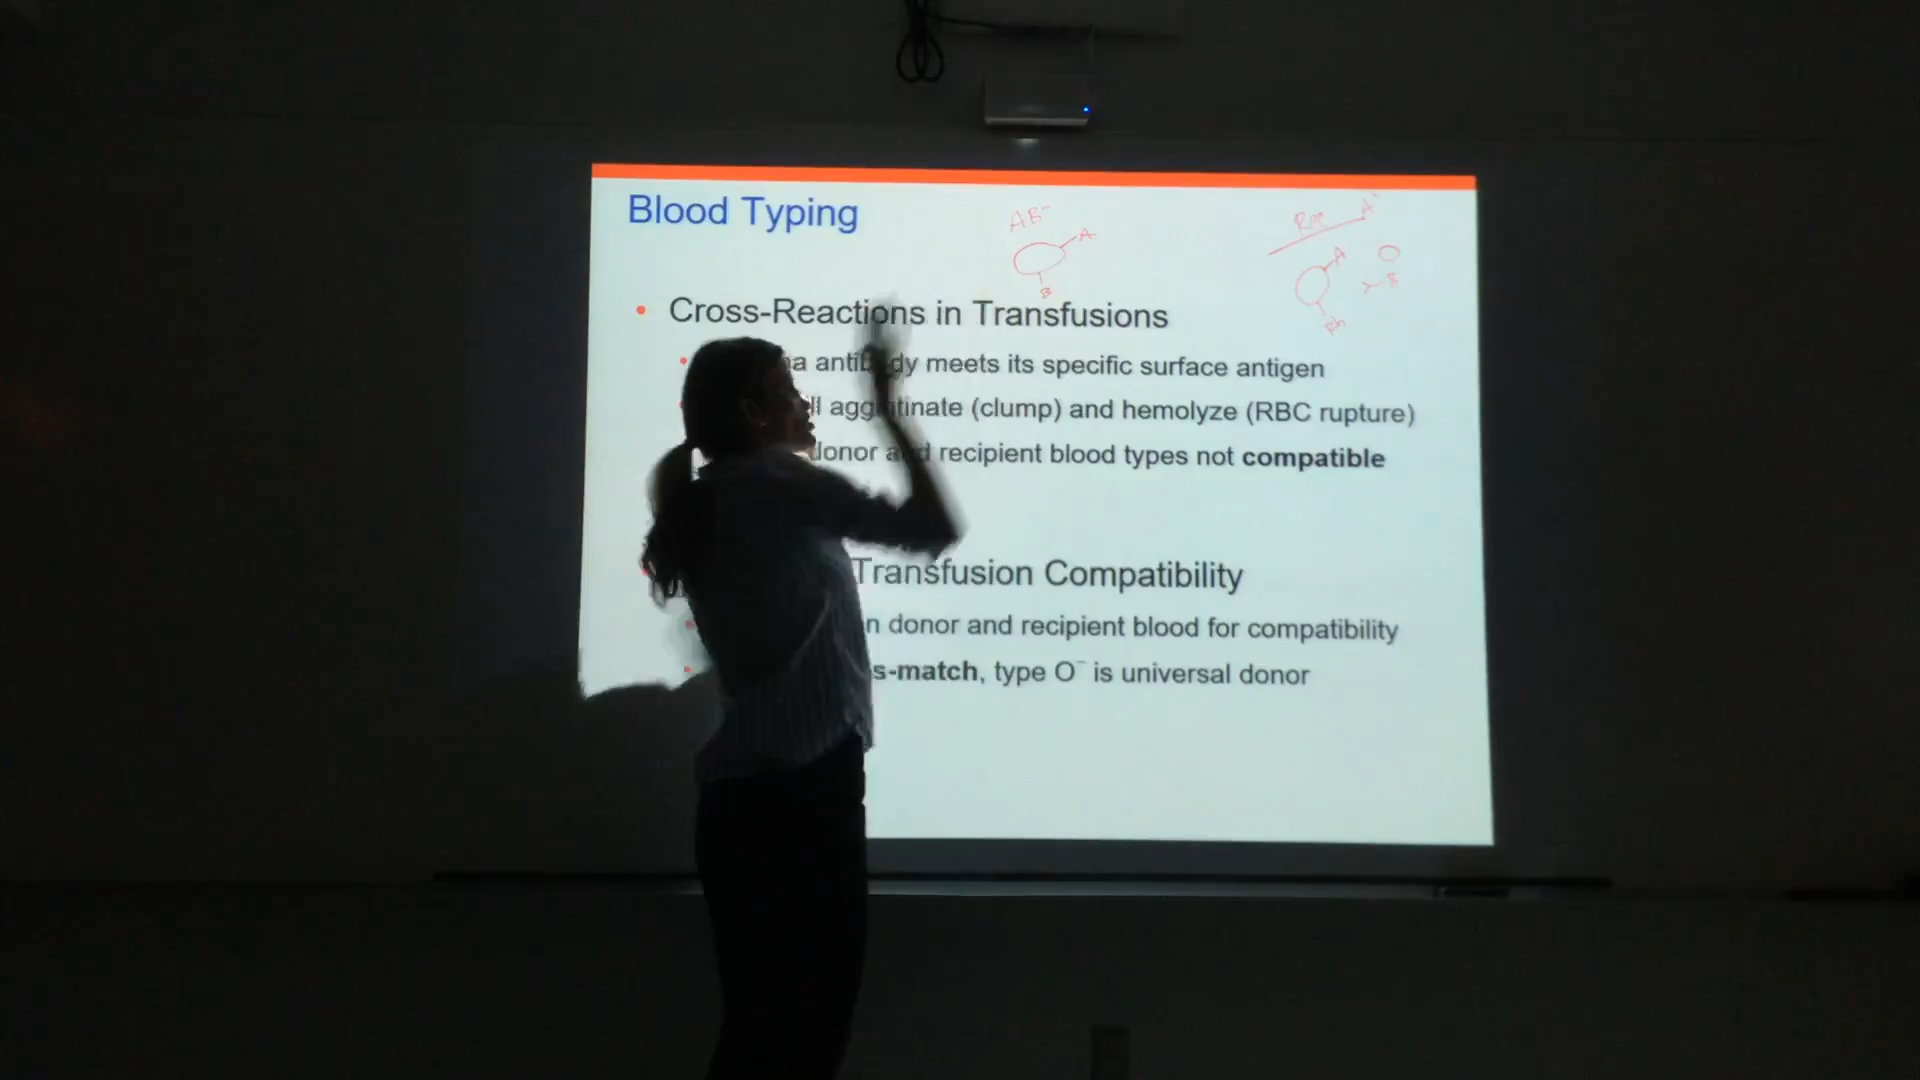 Blood Typing
AB-
A
B
Rec
A
A
B
Rh
Cross-Reactions in Transfusions
antibody meets its specific surface antigen
agglutinate (clump) and hemolyze (RBC rupture)
donor and recipient blood types not compatible
Transfusion Compatibility
donor and recipient blood for compatibility
s-match, type O⁻ is universal donor